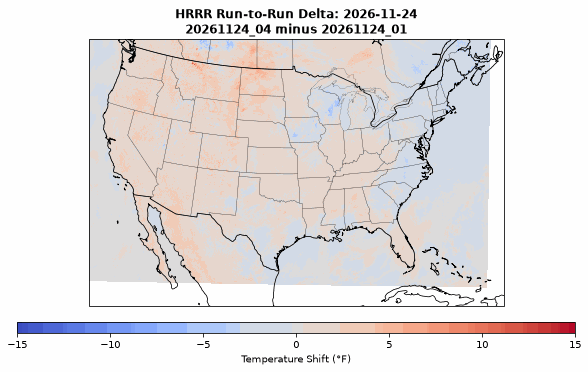 HRRR Run-to-Run Delta: 2026-11-24
20261124_04 minus 20261124_01
−15 −10 −5 0 5 10 15
Temperature Shift (°F)